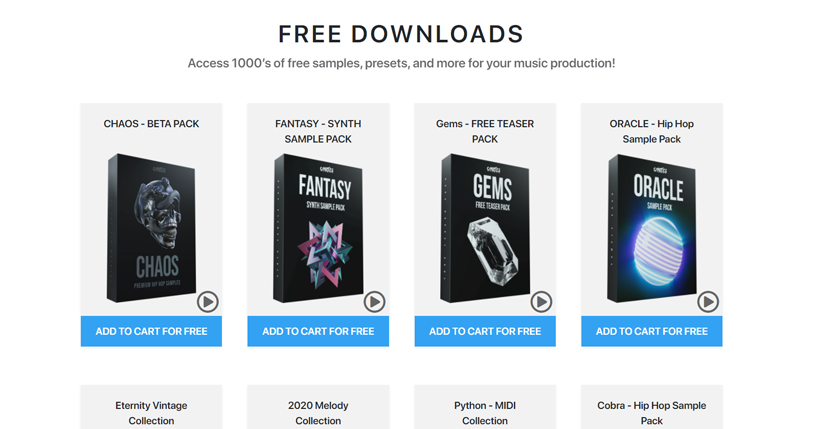 FREE DOWNLOADS
Access 1000's of free samples, presets, and more for your music production!
CHAOS - BETA PACK
FANTASY - SYNTH
SAMPLE PACK
Gems - FREE TEASER
PACK
ORACLE - Hip Hop
Sample Pack
CHAOS
PREMIUM HIP HOP SAMPLES
FANTASY
SYNTH SAMPLE PACK
GEMS
FREE TEASER PACK
ORACLE
SAMPLE PACK
ADD TO CART FOR FREE
ADD TO CART FOR FREE
ADD TO CART FOR FREE
ADD TO CART FOR FREE
Eternity Vintage
Collection
2020 Melody
Collection
Python - MIDI
Collection
Cobra - Hip Hop Sample
Pack